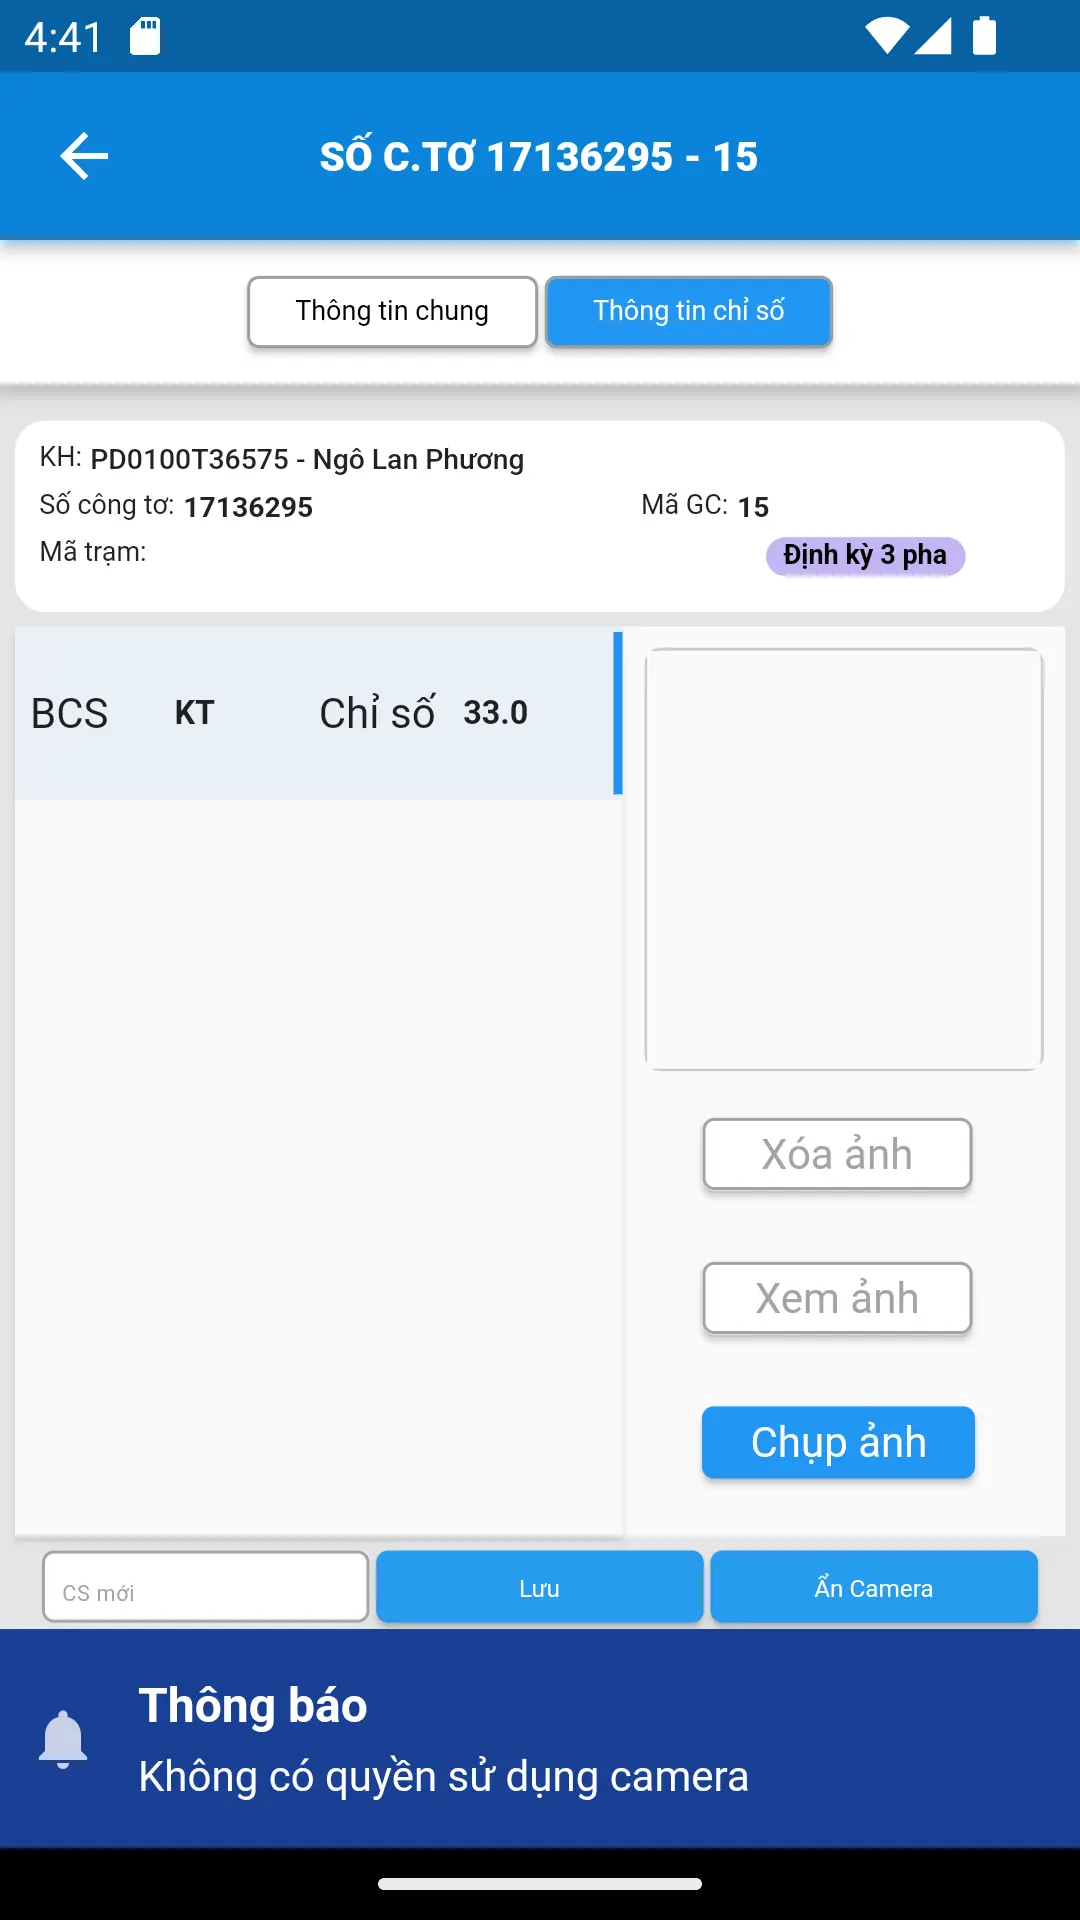 4:41
SỐ C.TƠ 17136295 - 15
Thông tin chung
Thông tin chỉ số
KH: PD0100T36575 - Ngô Lan Phương
Số công tơ: 17136295
Mã GC: 15
Mã trạm:
Định kỳ 3 pha
BCS KT Chỉ số 33.0
Xóa ảnh
Xem ảnh
Chụp ảnh
CS mới
Lưu
Ẩn Camera
Thông báo
Không có quyền sử dụng camera